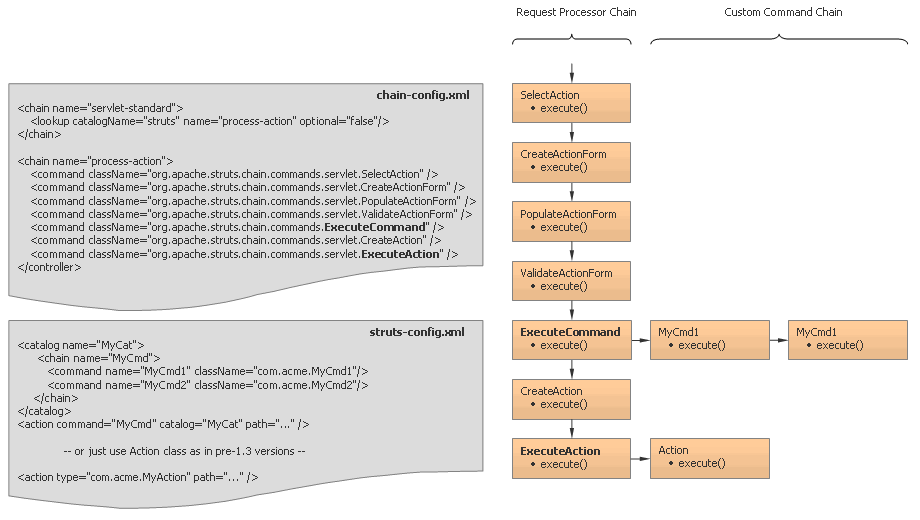 Request Processor Chain
Custom Command Chain
chain-config.xml
<chain name="servlet-standard">
<lookup catalogName="struts" name="process-action" optional="false"/>
</chain>
<chain name="process-action">
<command className="org.apache.struts.chain.commands.servlet.SelectAction" />
<command className="org.apache.struts.chain.commands.servlet.CreateActionForm" />
<command className="org.apache.struts.chain.commands.servlet.PopulateActionForm" />
<command className="org.apache.struts.chain.commands.servlet.ValidateActionForm" />
<command className="org.apache.struts.chain.commands.ExecuteCommand" />
<command className="org.apache.struts.chain.commands.servlet.CreateAction" />
<command className="org.apache.struts.chain.commands.servlet.ExecuteAction" />
</controller>
struts-config.xml
<catalog name="MyCat">
<chain name="MyCmd">
<command name="MyCmd1" className="com.acme.MyCmd1"/>
<command name="MyCmd2" className="com.acme.MyCmd2"/>
</chain>
</catalog>
<action command="MyCmd" catalog="MyCat" path="..." />
-- or just use Action class as in pre-1.3 versions --
<action type="com.acme.MyAction" path="..." />
SelectAction
• execute()
CreateActionForm
• execute()
PopulateActionForm
• execute()
ValidateActionForm
• execute()
ExecuteCommand
• execute()
MyCmd1
• execute()
MyCmd1
• execute()
CreateAction
• execute()
ExecuteAction
• execute()
Action
• execute()